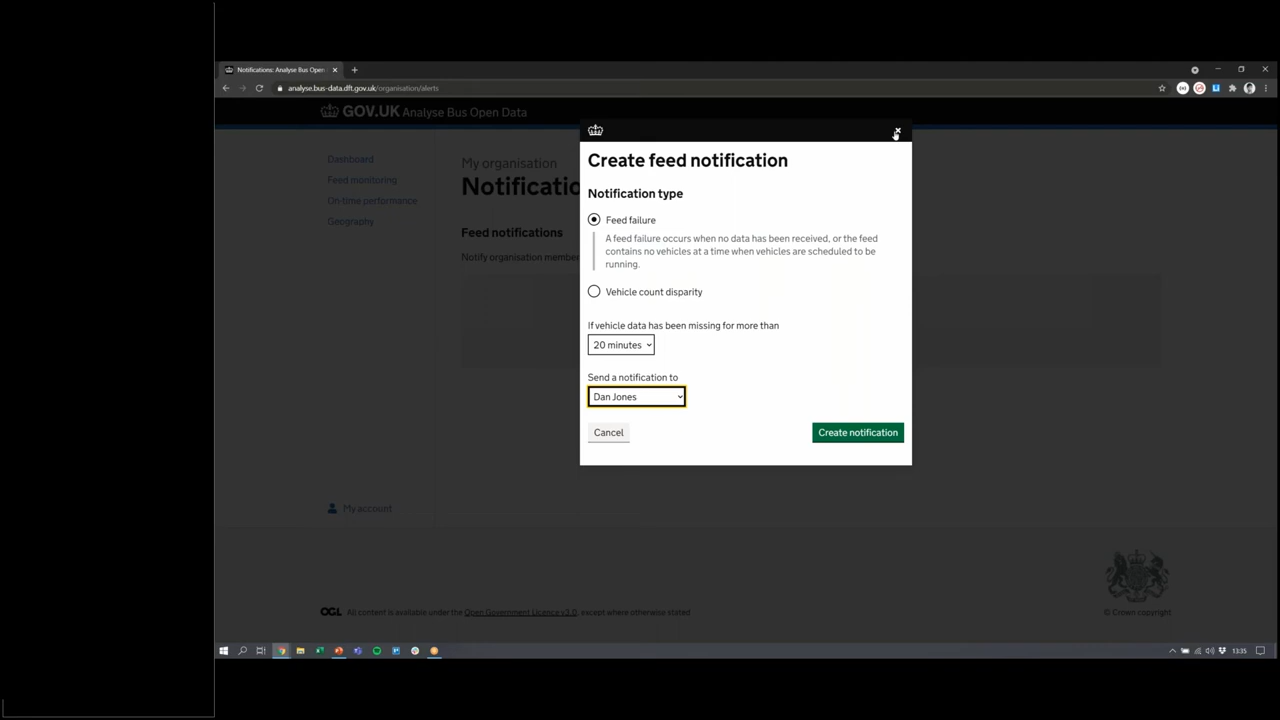 Notifications: Analyse Bus Open
analyse.bus-data.dft.gov.uk/organisation/alerts
GOV.UK Analyse Bus Open Data
Dashboard
Feed monitoring
On-time performance
Geography
My account
My organisation
Notificatio
Feed notifications
Notify organisation member
Create feed notification
Notification type
Feed failure
A feed failure occurs when no data has been received, or the feed
contains no vehicles at a time when vehicles are scheduled to be
running.
Vehicle count disparity
If vehicle data has been missing for more than
20 minutes
Send a notification to
Dan Jones
Cancel
Create notification
OGL All content is available under the Open Government Licence v3.0, except where otherwise stated
© Crown copyright
13:35